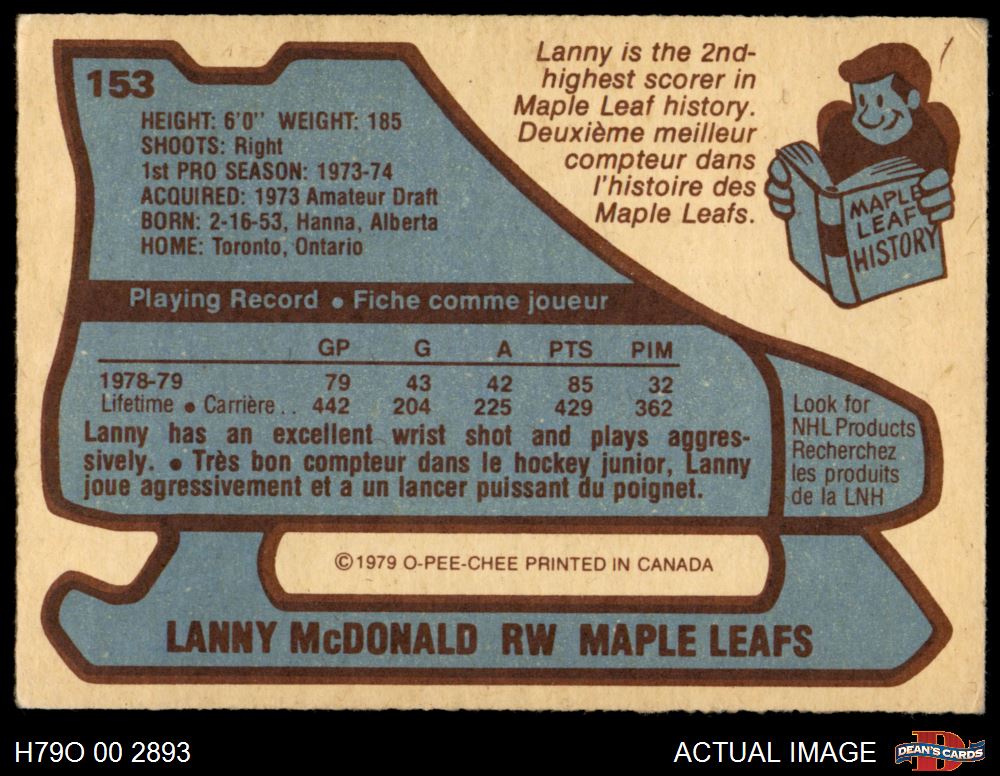 153
HEIGHT: 6'0" WEIGHT: 185
SHOOTS: Right
1st PRO SEASON: 1973-74
ACQUIRED: 1973 Amateur Draft
BORN: 2-16-53, Hanna, Alberta
HOME: Toronto, Ontario
Lanny is the 2nd-
highest scorer in
Maple Leaf history.
Deuxième meilleur
compteur dans
l'histoire des
Maple Leafs.
MAPLE
LEAF
HISTORY
Playing Record • Fiche comme joueur
GP G A PTS PIM
1978-79 79 43 42 85 32
Lifetime • Carrière . . 442 204 225 429 362
Lanny has an excellent wrist shot and plays aggres-
sively. • Très bon compteur dans le hockey junior, Lanny
joue agressivement et a un lancer puissant du poignet.
Look for
NHL Products
Recherchez
les produits
de la LNH
©1979 O-PEE-CHEE PRINTED IN CANADA
LANNY McDONALD RW MAPLE LEAFS
H79O 00 2893
ACTUAL IMAGE
D
DEAN'S CARDS